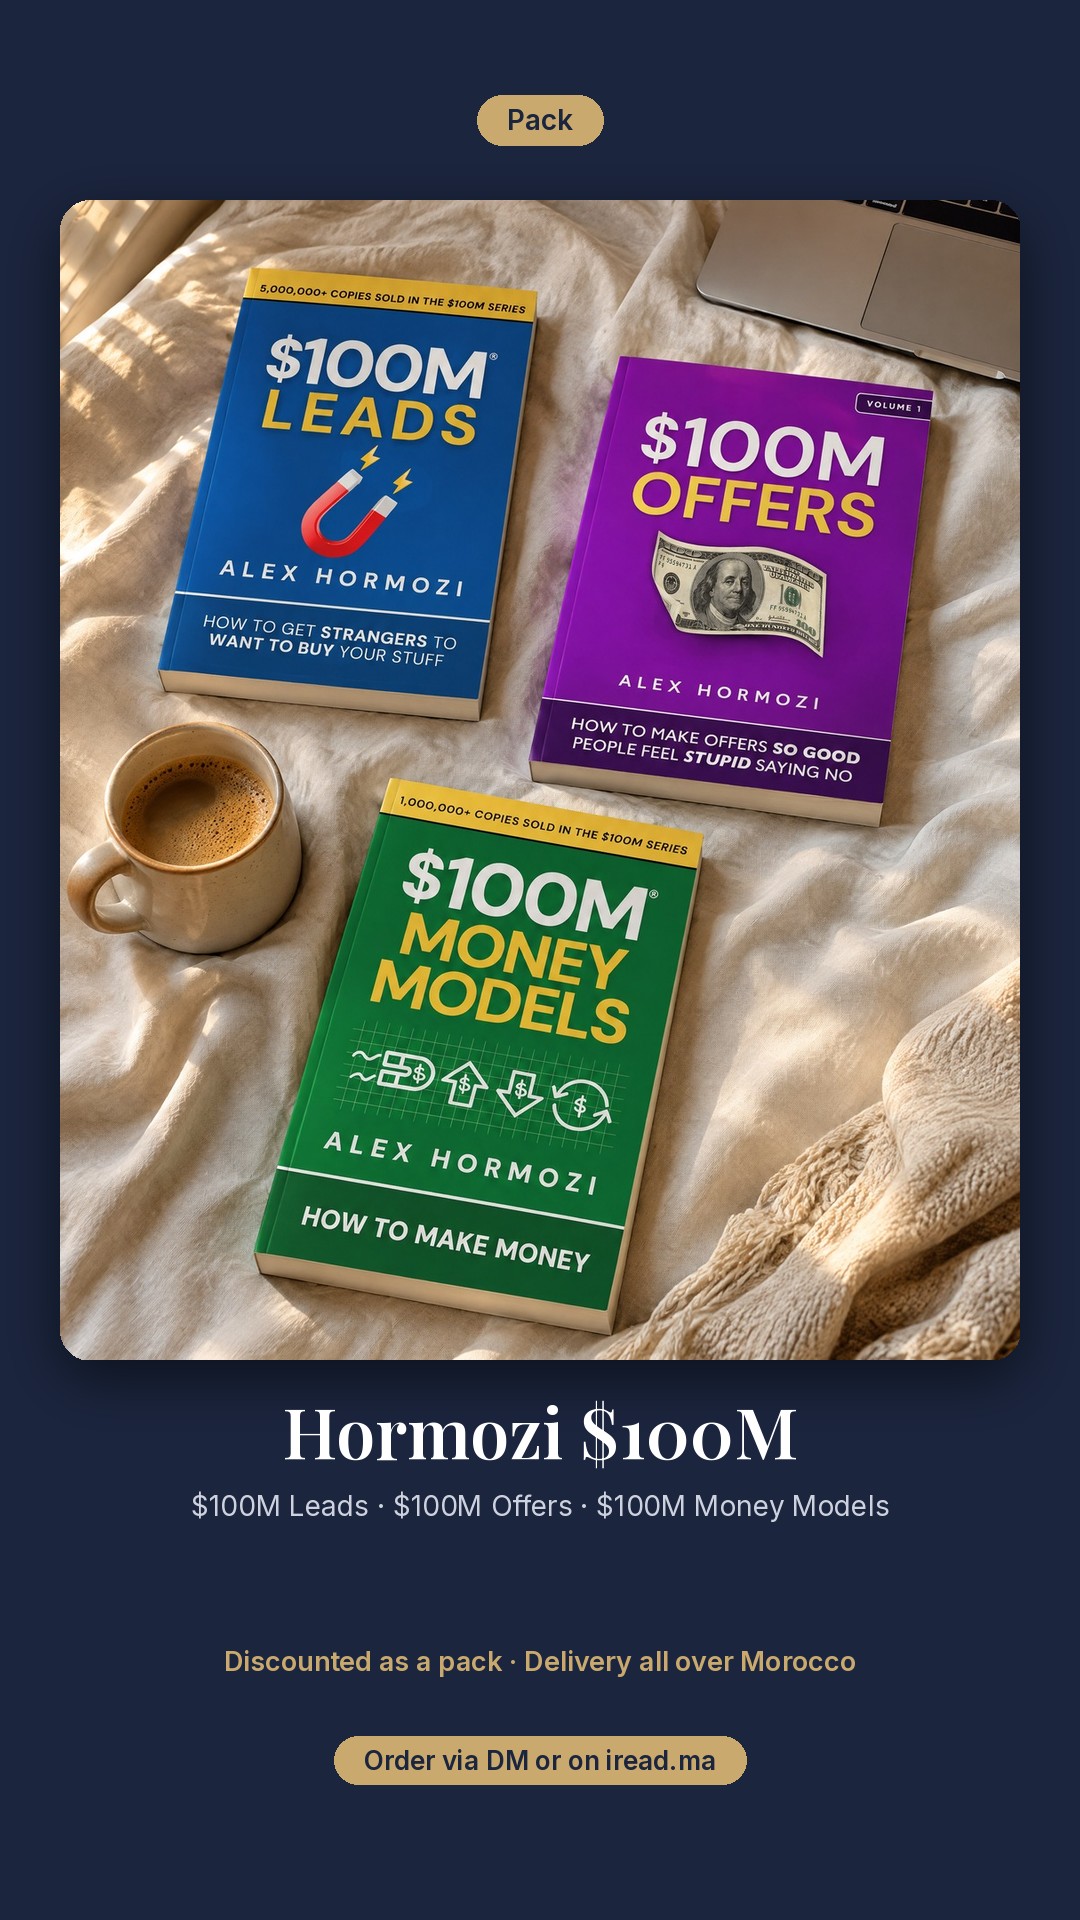 Pack
5,000,000+ COPIES SOLD IN THE $100M SERIES
$100M®
LEADS
ALEX HORMOZI
HOW TO GET STRANGERS TO
WANT TO BUY YOUR STUFF
VOLUME 1
$100M
OFFERS
ALEX HORMOZI
HOW TO MAKE OFFERS SO GOOD
PEOPLE FEEL STUPID SAYING NO
1,000,000+ COPIES SOLD IN THE $100M SERIES
$100M®
MONEY
MODELS
ALEX HORMOZI
HOW TO MAKE MONEY
Hormozi $100M
$100M Leads · $100M Offers · $100M Money Models
Discounted as a pack · Delivery all over Morocco
Order via DM or on iread.ma